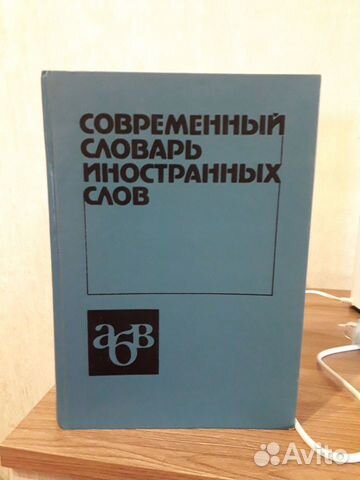 СОВРЕМЕННЫЙ
СЛОВАРЬ
ИНОСТРАННЫХ
СЛОВ
абв
Avito